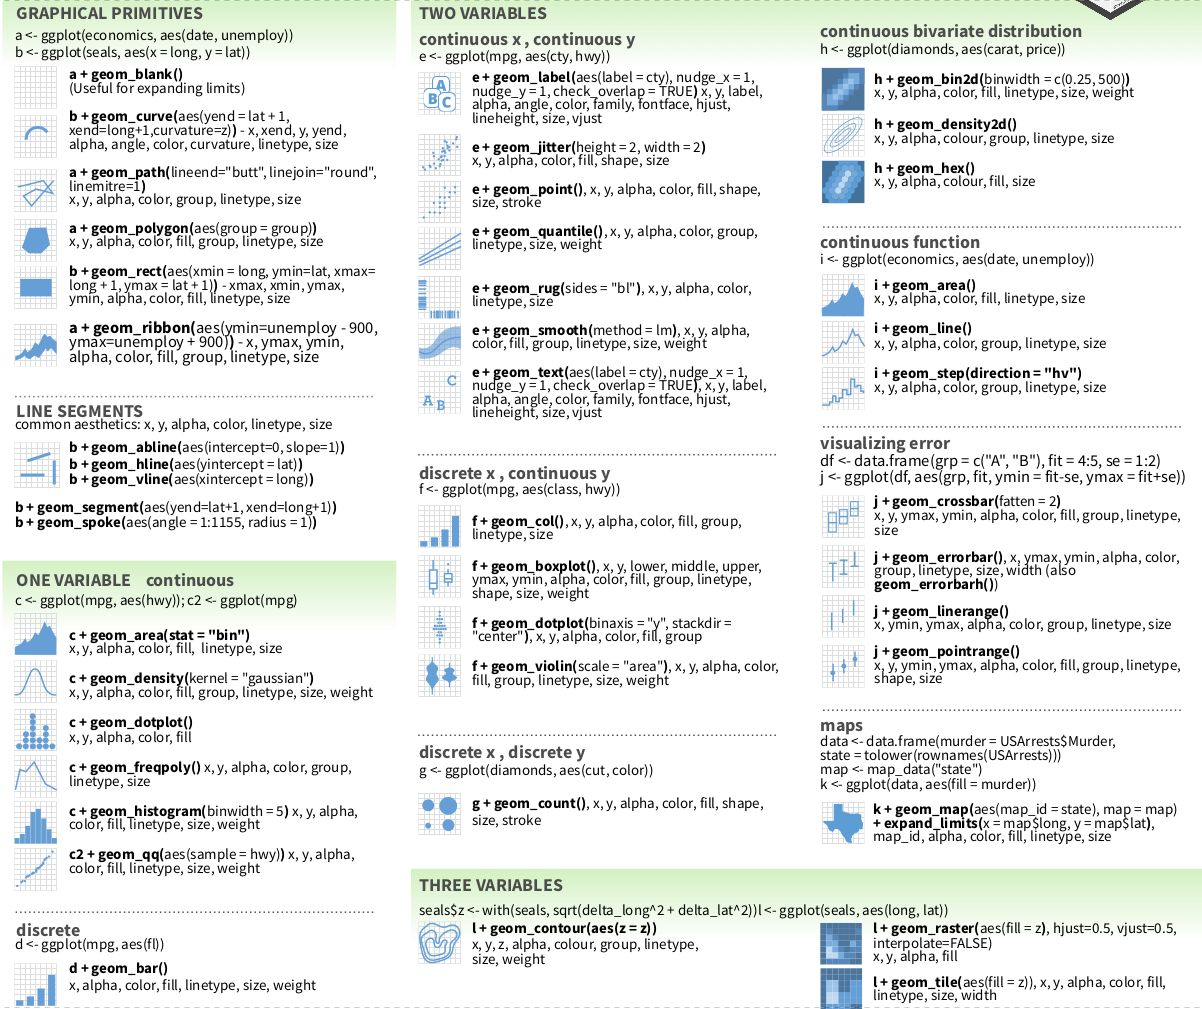 GRAPHICAL PRIMITIVES
a <- ggplot(economics, aes(date, unemploy))
b <- ggplot(seals, aes(x = long, y = lat))
a + geom_blank()
(Useful for expanding limits)
b + geom_curve(aes(yend = lat + 1,
xend=long+1,curvature=z)) - x, xend, y, yend,
alpha, angle, color, curvature, linetype, size
a + geom_path(lineend="butt", linejoin="round",
linemitre=1)
x, y, alpha, color, group, linetype, size
a + geom_polygon(aes(group = group))
x, y, alpha, color, fill, group, linetype, size
b + geom_rect(aes(xmin = long, ymin=lat, xmax=
long + 1, ymax = lat + 1)) - xmax, xmin, ymax,
ymin, alpha, color, fill, linetype, size
a + geom_ribbon(aes(ymin=unemploy - 900,
ymax=unemploy + 900)) - x, ymax, ymin,
alpha, color, fill, group, linetype, size
LINE SEGMENTS
common aesthetics: x, y, alpha, color, linetype, size
b + geom_abline(aes(intercept=0, slope=1))
b + geom_hline(aes(yintercept = lat))
b + geom_vline(aes(xintercept = long))
b + geom_segment(aes(yend=lat+1, xend=long+1))
b + geom_spoke(aes(angle = 1:1155, radius = 1))
ONE VARIABLE continuous
c <- ggplot(mpg, aes(hwy)); c2 <- ggplot(mpg)
c + geom_area(stat = "bin")
x, y, alpha, color, fill, linetype, size
c + geom_density(kernel = "gaussian")
x, y, alpha, color, fill, group, linetype, size, weight
c + geom_dotplot()
x, y, alpha, color, fill
c + geom_freqpoly() x, y, alpha, color, group,
linetype, size
c + geom_histogram(binwidth = 5) x, y, alpha,
color, fill, linetype, size, weight
c2 + geom_qq(aes(sample = hwy)) x, y, alpha,
color, fill, linetype, size, weight
discrete
d <- ggplot(mpg, aes(fl))
d + geom_bar()
x, alpha, color, fill, linetype, size, weight
TWO VARIABLES
continuous x , continuous y
e <- ggplot(mpg, aes(cty, hwy))
A
B C
e + geom_label(aes(label = cty), nudge_x = 1,
nudge_y = 1, check_overlap = TRUE) x, y, label,
alpha, angle, color, family, fontface, hjust,
lineheight, size, vjust
e + geom_jitter(height = 2, width = 2)
x, y, alpha, color, fill, shape, size
e + geom_point(), x, y, alpha, color, fill, shape,
size, stroke
e + geom_quantile(), x, y, alpha, color, group,
linetype, size, weight
e + geom_rug(sides = "bl"), x, y, alpha, color,
linetype, size
e + geom_smooth(method = lm), x, y, alpha,
color, fill, group, linetype, size, weight
C
A B
e + geom_text(aes(label = cty), nudge_x = 1,
nudge_y = 1, check_overlap = TRUE), x, y, label,
alpha, angle, color, family, fontface, hjust,
lineheight, size, vjust
discrete x , continuous y
f <- ggplot(mpg, aes(class, hwy))
f + geom_col(), x, y, alpha, color, fill, group,
linetype, size
f + geom_boxplot(), x, y, lower, middle, upper,
ymax, ymin, alpha, color, fill, group, linetype,
shape, size, weight
f + geom_dotplot(binaxis = "y", stackdir =
"center"), x, y, alpha, color, fill, group
f + geom_violin(scale = "area"), x, y, alpha, color,
fill, group, linetype, size, weight
discrete x , discrete y
g <- ggplot(diamonds, aes(cut, color))
g + geom_count(), x, y, alpha, color, fill, shape,
size, stroke
continuous bivariate distribution
h <- ggplot(diamonds, aes(carat, price))
h + geom_bin2d(binwidth = c(0.25, 500))
x, y, alpha, color, fill, linetype, size, weight
h + geom_density2d()
x, y, alpha, colour, group, linetype, size
h + geom_hex()
x, y, alpha, colour, fill, size
continuous function
i <- ggplot(economics, aes(date, unemploy))
i + geom_area()
x, y, alpha, color, fill, linetype, size
i + geom_line()
x, y, alpha, color, group, linetype, size
i + geom_step(direction = "hv")
x, y, alpha, color, group, linetype, size
visualizing error
df <- data.frame(grp = c("A", "B"), fit = 4:5, se = 1:2)
j <- ggplot(df, aes(grp, fit, ymin = fit-se, ymax = fit+se))
j + geom_crossbar(fatten = 2)
x, y, ymax, ymin, alpha, color, fill, group, linetype,
size
j + geom_errorbar(), x, ymax, ymin, alpha, color,
group, linetype, size, width (also
geom_errorbarh())
j + geom_linerange()
x, ymin, ymax, alpha, color, group, linetype, size
j + geom_pointrange()
x, y, ymin, ymax, alpha, color, fill, group, linetype,
shape, size
maps
data <- data.frame(murder = USArrests$Murder,
state = tolower(rownames(USArrests)))
map <- map_data("state")
k <- ggplot(data, aes(fill = murder))
k + geom_map(aes(map_id = state), map = map)
+ expand_limits(x = map$long, y = map$lat),
map_id, alpha, color, fill, linetype, size
THREE VARIABLES
seals$z <- with(seals, sqrt(delta_long^2 + delta_lat^2))l <- ggplot(seals, aes(long, lat))
l + geom_contour(aes(z = z))
x, y, z, alpha, colour, group, linetype,
size, weight
l + geom_raster(aes(fill = z), hjust=0.5, vjust=0.5,
interpolate=FALSE)
x, y, alpha, fill
l + geom_tile(aes(fill = z)), x, y, alpha, color, fill,
linetype, size, width